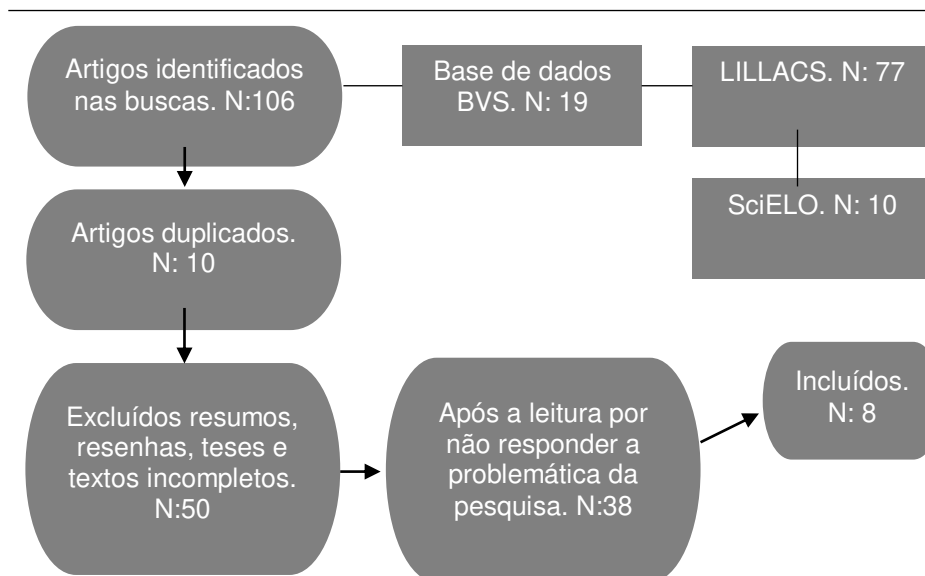 Artigos identificados
nas buscas. N:106
Base de dados
BVS. N: 19
LILLACS. N: 77
SciELO. N: 10
Artigos duplicados.
N: 10
Excluídos resumos,
resenhas, teses e
textos incompletos.
N:50
Após a leitura por
não responder a
problemática da
pesquisa. N:38
Incluídos.
N: 8